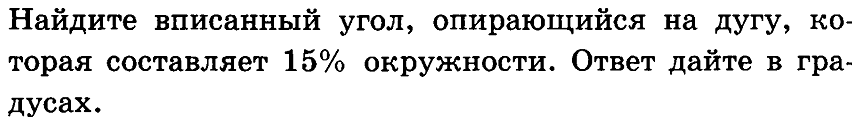 Найдите вписанный угол, опирающийся на дугу, ко-
торая составляет 15% окружности. Ответ дайте в гра-
дусах.